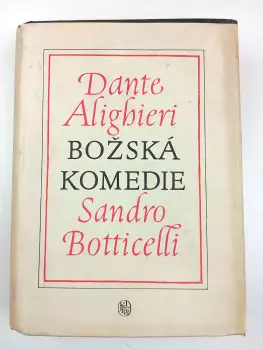 Dante
Alighieri
BOŽSKÁ
KOMEDIE
Sandro
Botticelli